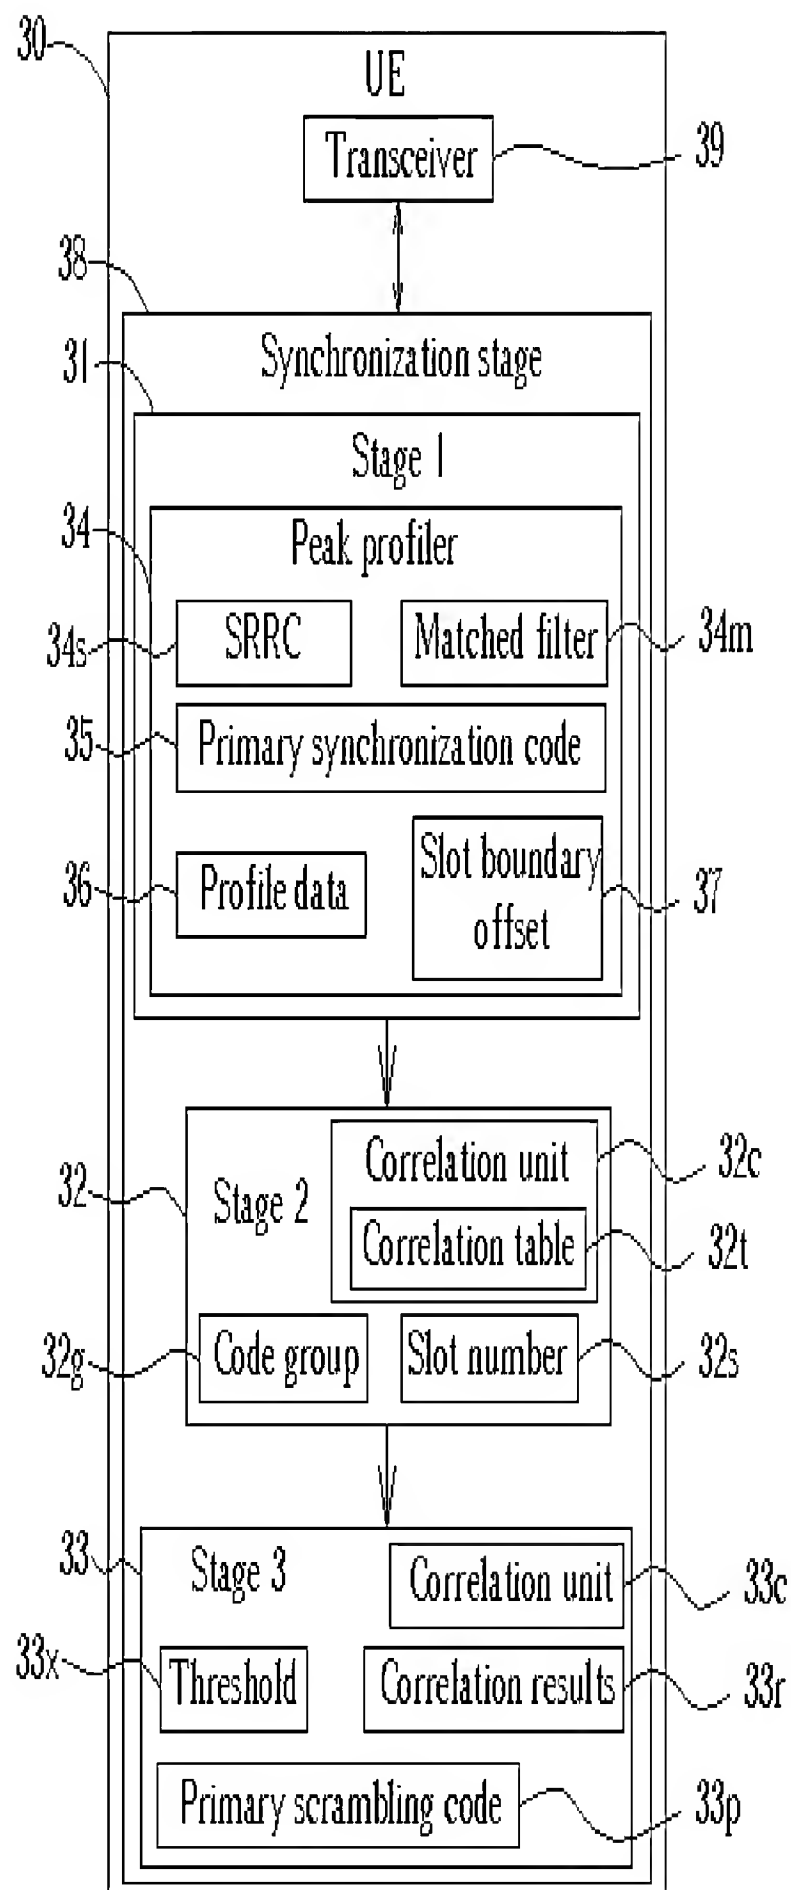 30
UE
Transceiver
39
38
Synchronization stage
31
Stage 1
34
Peak profiler
34s
SRRC
Matched filter
34m
35
Primary synchronization code
36
Profile data
Slot boundary
offset
37
32
Stage 2
Correlation unit
32c
Correlation table
32t
32g
Code group
Slot number
32s
33
Stage 3
Correlation unit
33c
33x
Threshold
Correlation results
33r
Primary scrambling code
33p